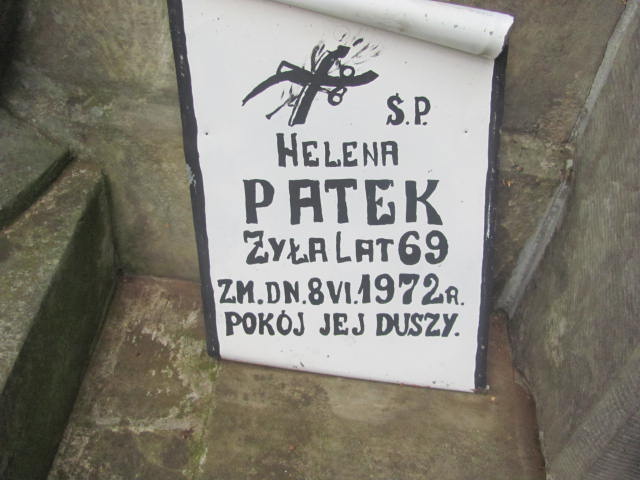 Ś.P.
HELENA
PATEK
ŻYŁA LAT 69
ZM. DN. 8 VI. 1972 R.
POKÓJ JEJ DUSZY.